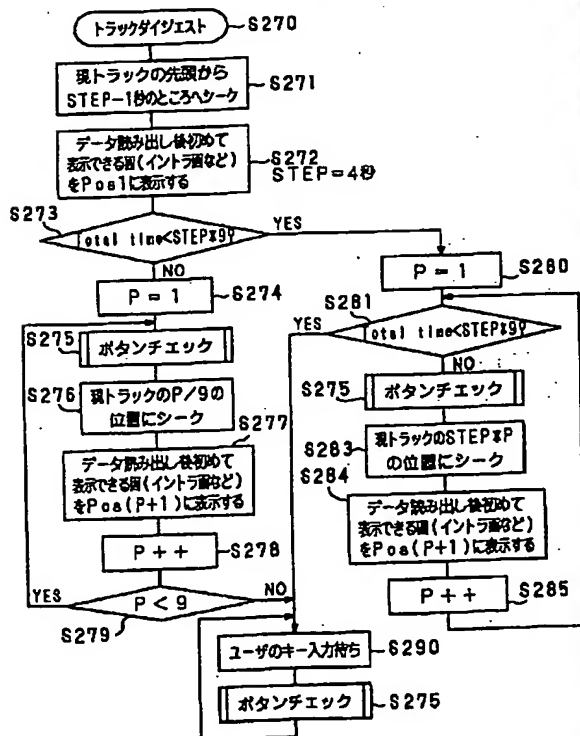 トラックダイジェスト
S270
現トラックの先頭から
STEP-1秒のところへシーク
S271
データ読み出し後初めて
表示できる図(イントラ画など)
をPos1に表示する
S272
STEP=4秒
S273
otal time<STEP*9?
YES
NO
P=1
S274
S275
ボタンチェック
S276
現トラックのP/9の
位置にシーク
S277
データ読み出し後初めて
表示できる図(イントラ画など)
をPos(P+1)に表示する
P++
S278
YES
P<9
NO
S279
P=1
S280
S281
YES
otal time<STEP*9?
NO
S275
ボタンチェック
S283
現トラックのSTEP*P
の位置にシーク
S284
データ読み出し後初めて
表示できる図(イントラ画など)
をPos(P+1)に表示する
P++
S285
ユーザのキー入力待ち
S290
ボタンチェック
S275